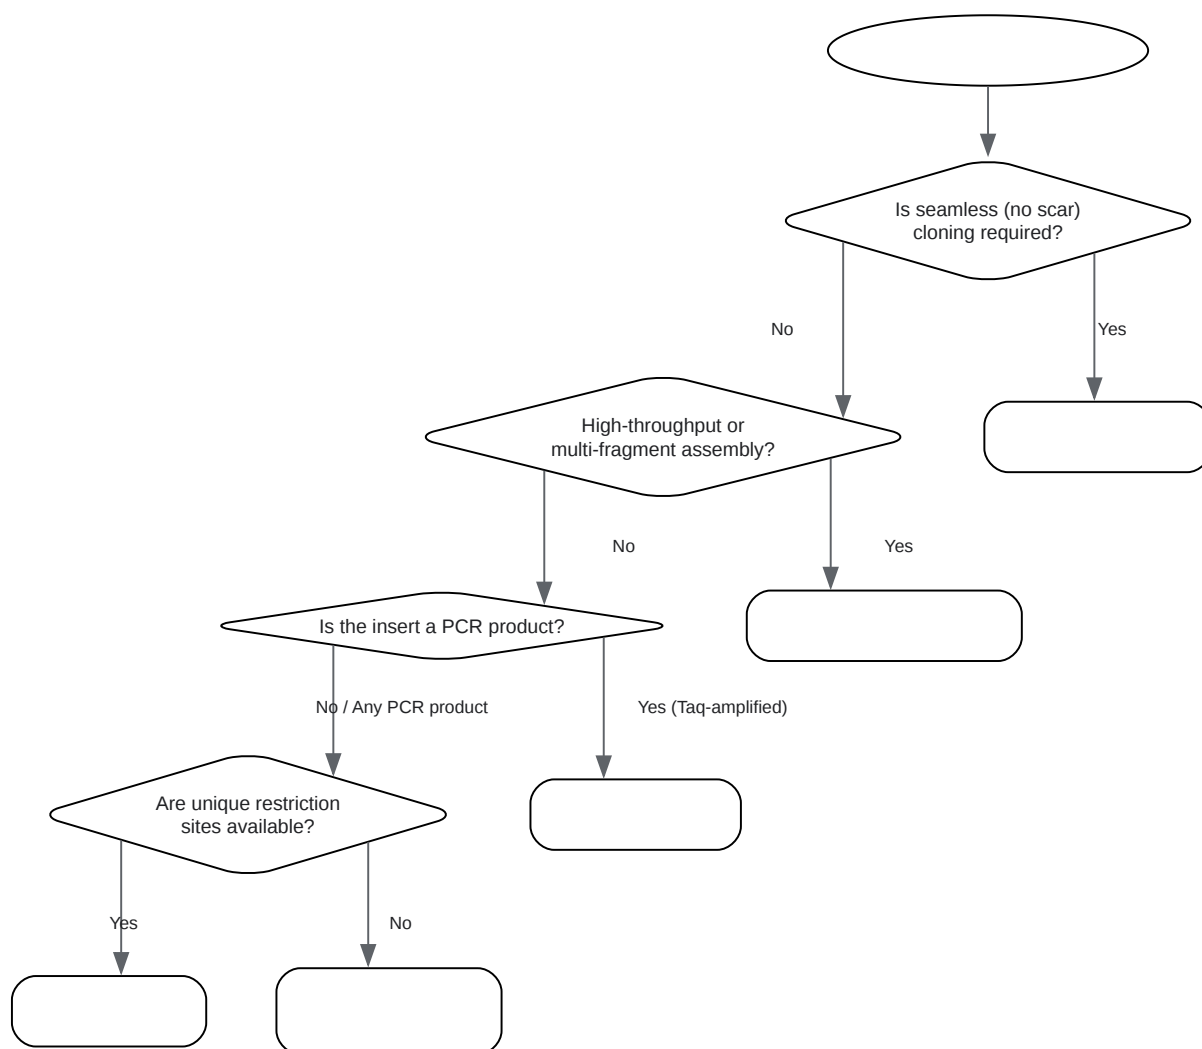 Is seamless (no scar)
cloning required?
No
Yes
High-throughput or
multi-fragment assembly?
No
Yes
Is the insert a PCR product?
No / Any PCR product
Yes (Taq-amplified)
Are unique restriction
sites available?
Yes
No